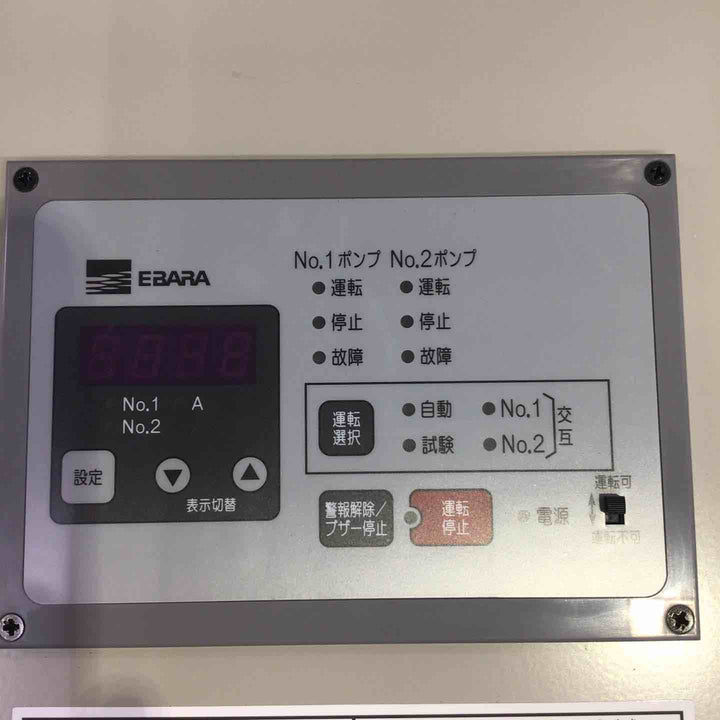 No.1ポンプ No.2ポンプ
EBARA
運転 運転
停止 停止
故障 故障
No.1 A
No.2
設定
表示切替
運転
選択
自動 No.1
試験 No.2
交互
警報解除/
ブザー停止
運転
停止
電源
運転可
運転不可